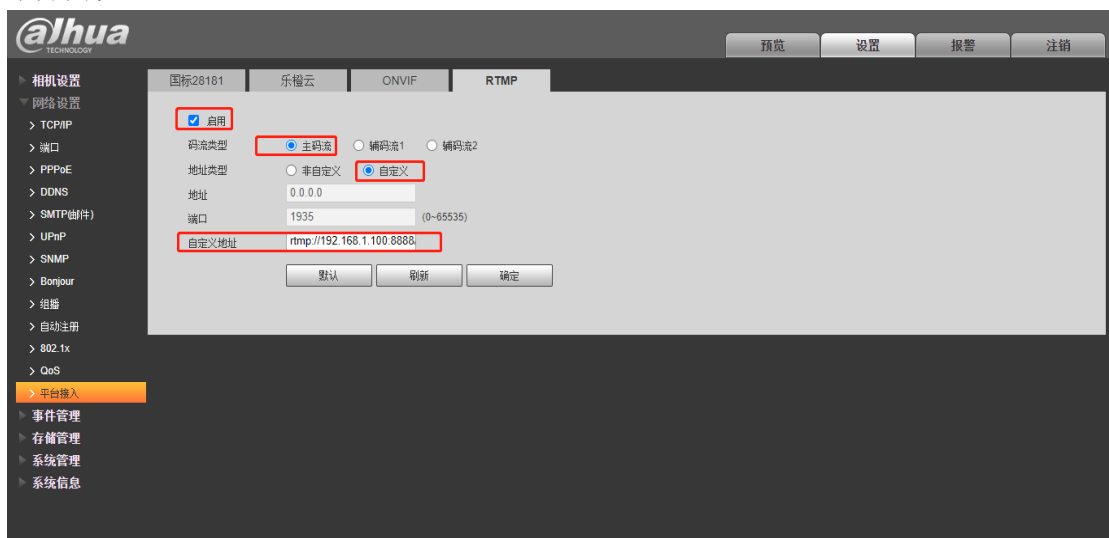 alhua
TECHNOLOGY
预览
设置
报警
注销
相机设置
网络设置
TCP/IP
端口
PPPoE
DDNS
SMTP(邮件)
UPnP
SNMP
Bonjour
组播
自动注册
802.1x
QoS
平台接入
事件管理
存储管理
系统管理
系统信息
国标28181
乐橙云
ONVIF
RTMP
启用
码流类型
主码流
辅码流1
辅码流2
地址类型
非自定义
自定义
地址
0.0.0.0
端口
1935
(0~65535)
自定义地址
rtmp://192.168.1.100:8888
默认
刷新
确定